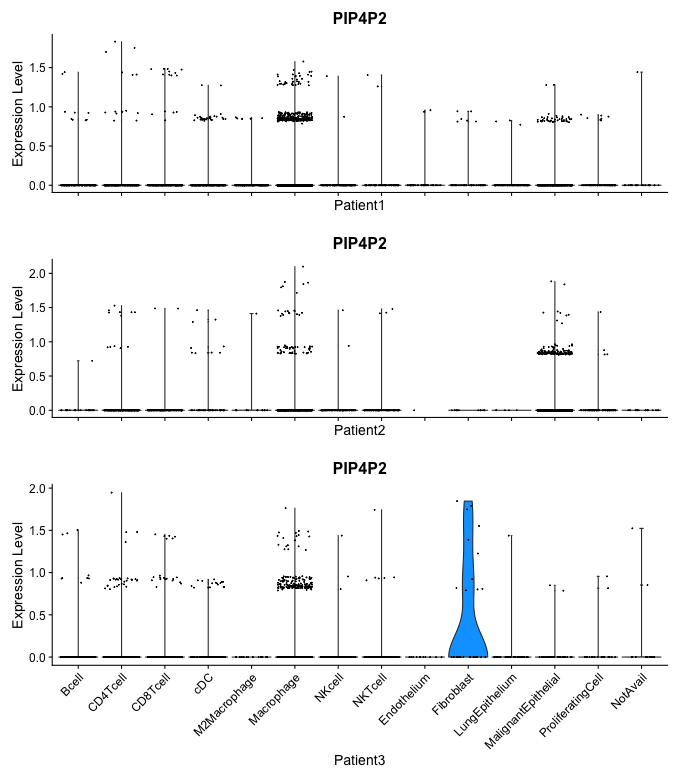 PIP4P2
Expression Level
1.5
1.0
0.5
0.0
Patient1
PIP4P2
Expression Level
2.0
1.5
1.0
0.5
0.0
Patient2
PIP4P2
Expression Level
2.0
1.5
1.0
0.5
0.0
Bcell
CD4Tcell
CD8Tcell
cDC
M2Macrophage
Macrophage
NKcell
NKTcell
Endothelium
Fibroblast
LungEpithelium
MalignantEpithelial
ProliferatingCell
NotAvail
Patient3